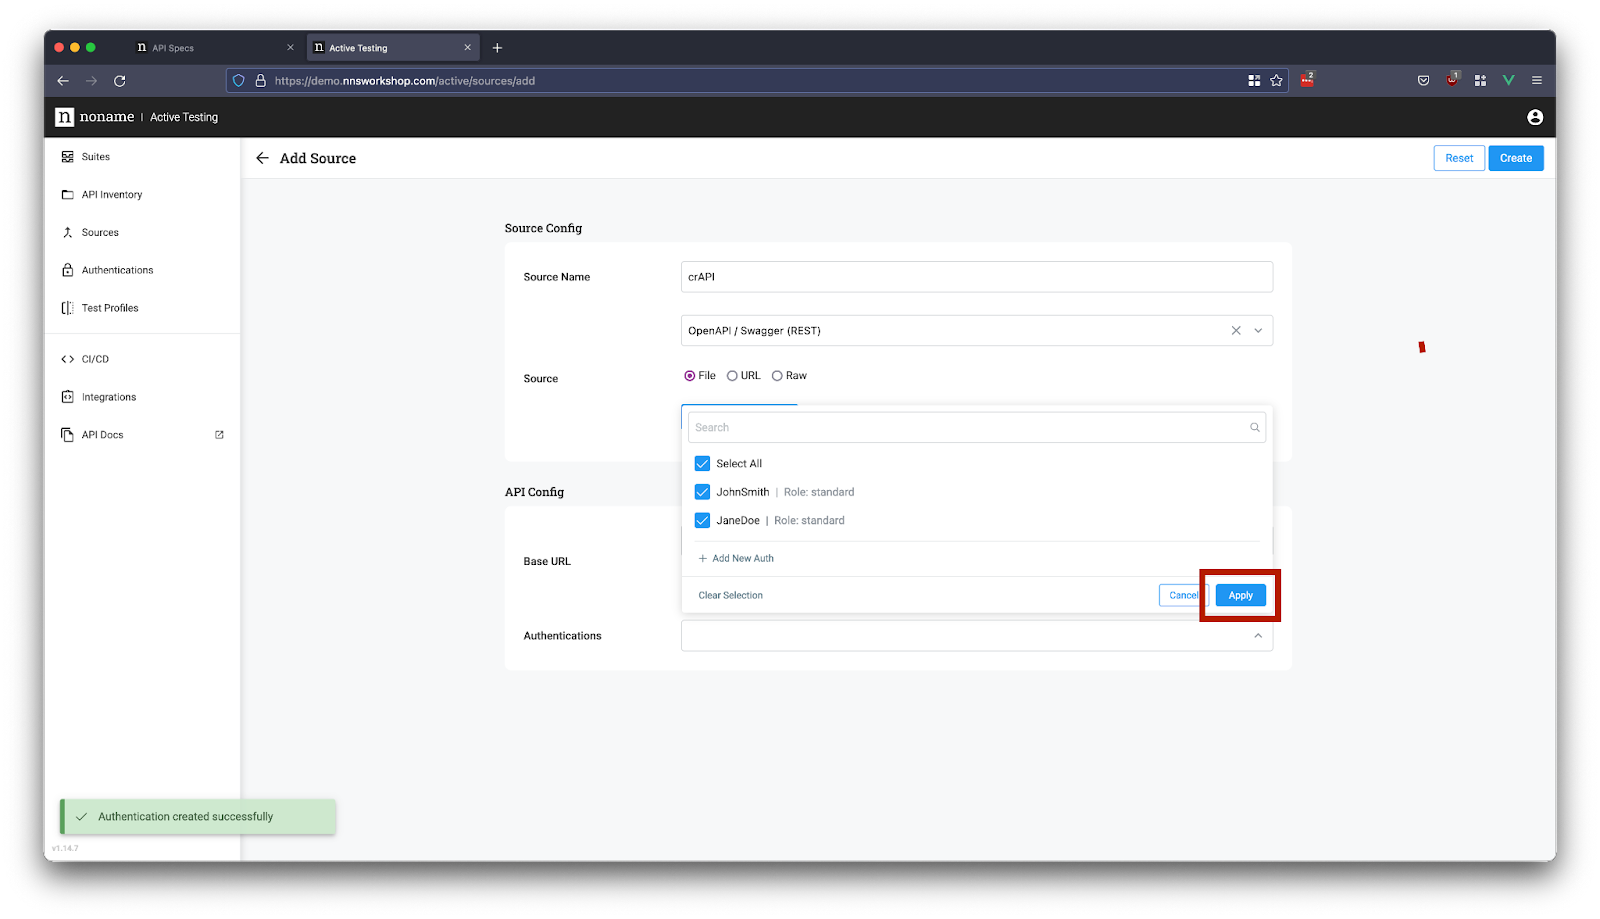 n API Specs
n Active Testing
https://demo.nnsworkshop.com/active/sources/add
2
1
n noname | Active Testing
Suites
Add Source
Reset
Create
API Inventory
Sources
Authentications
Test Profiles
CI/CD
Integrations
API Docs
Source Config
Source Name
crAPI
OpenAPI / Swagger (REST)
Source
File
URL
Raw
Search
Select All
JohnSmith | Role: standard
JaneDoe | Role: standard
+ Add New Auth
API Config
Base URL
Clear Selection
Cancel
Apply
Authentications
Authentication created successfully
v1.14.7